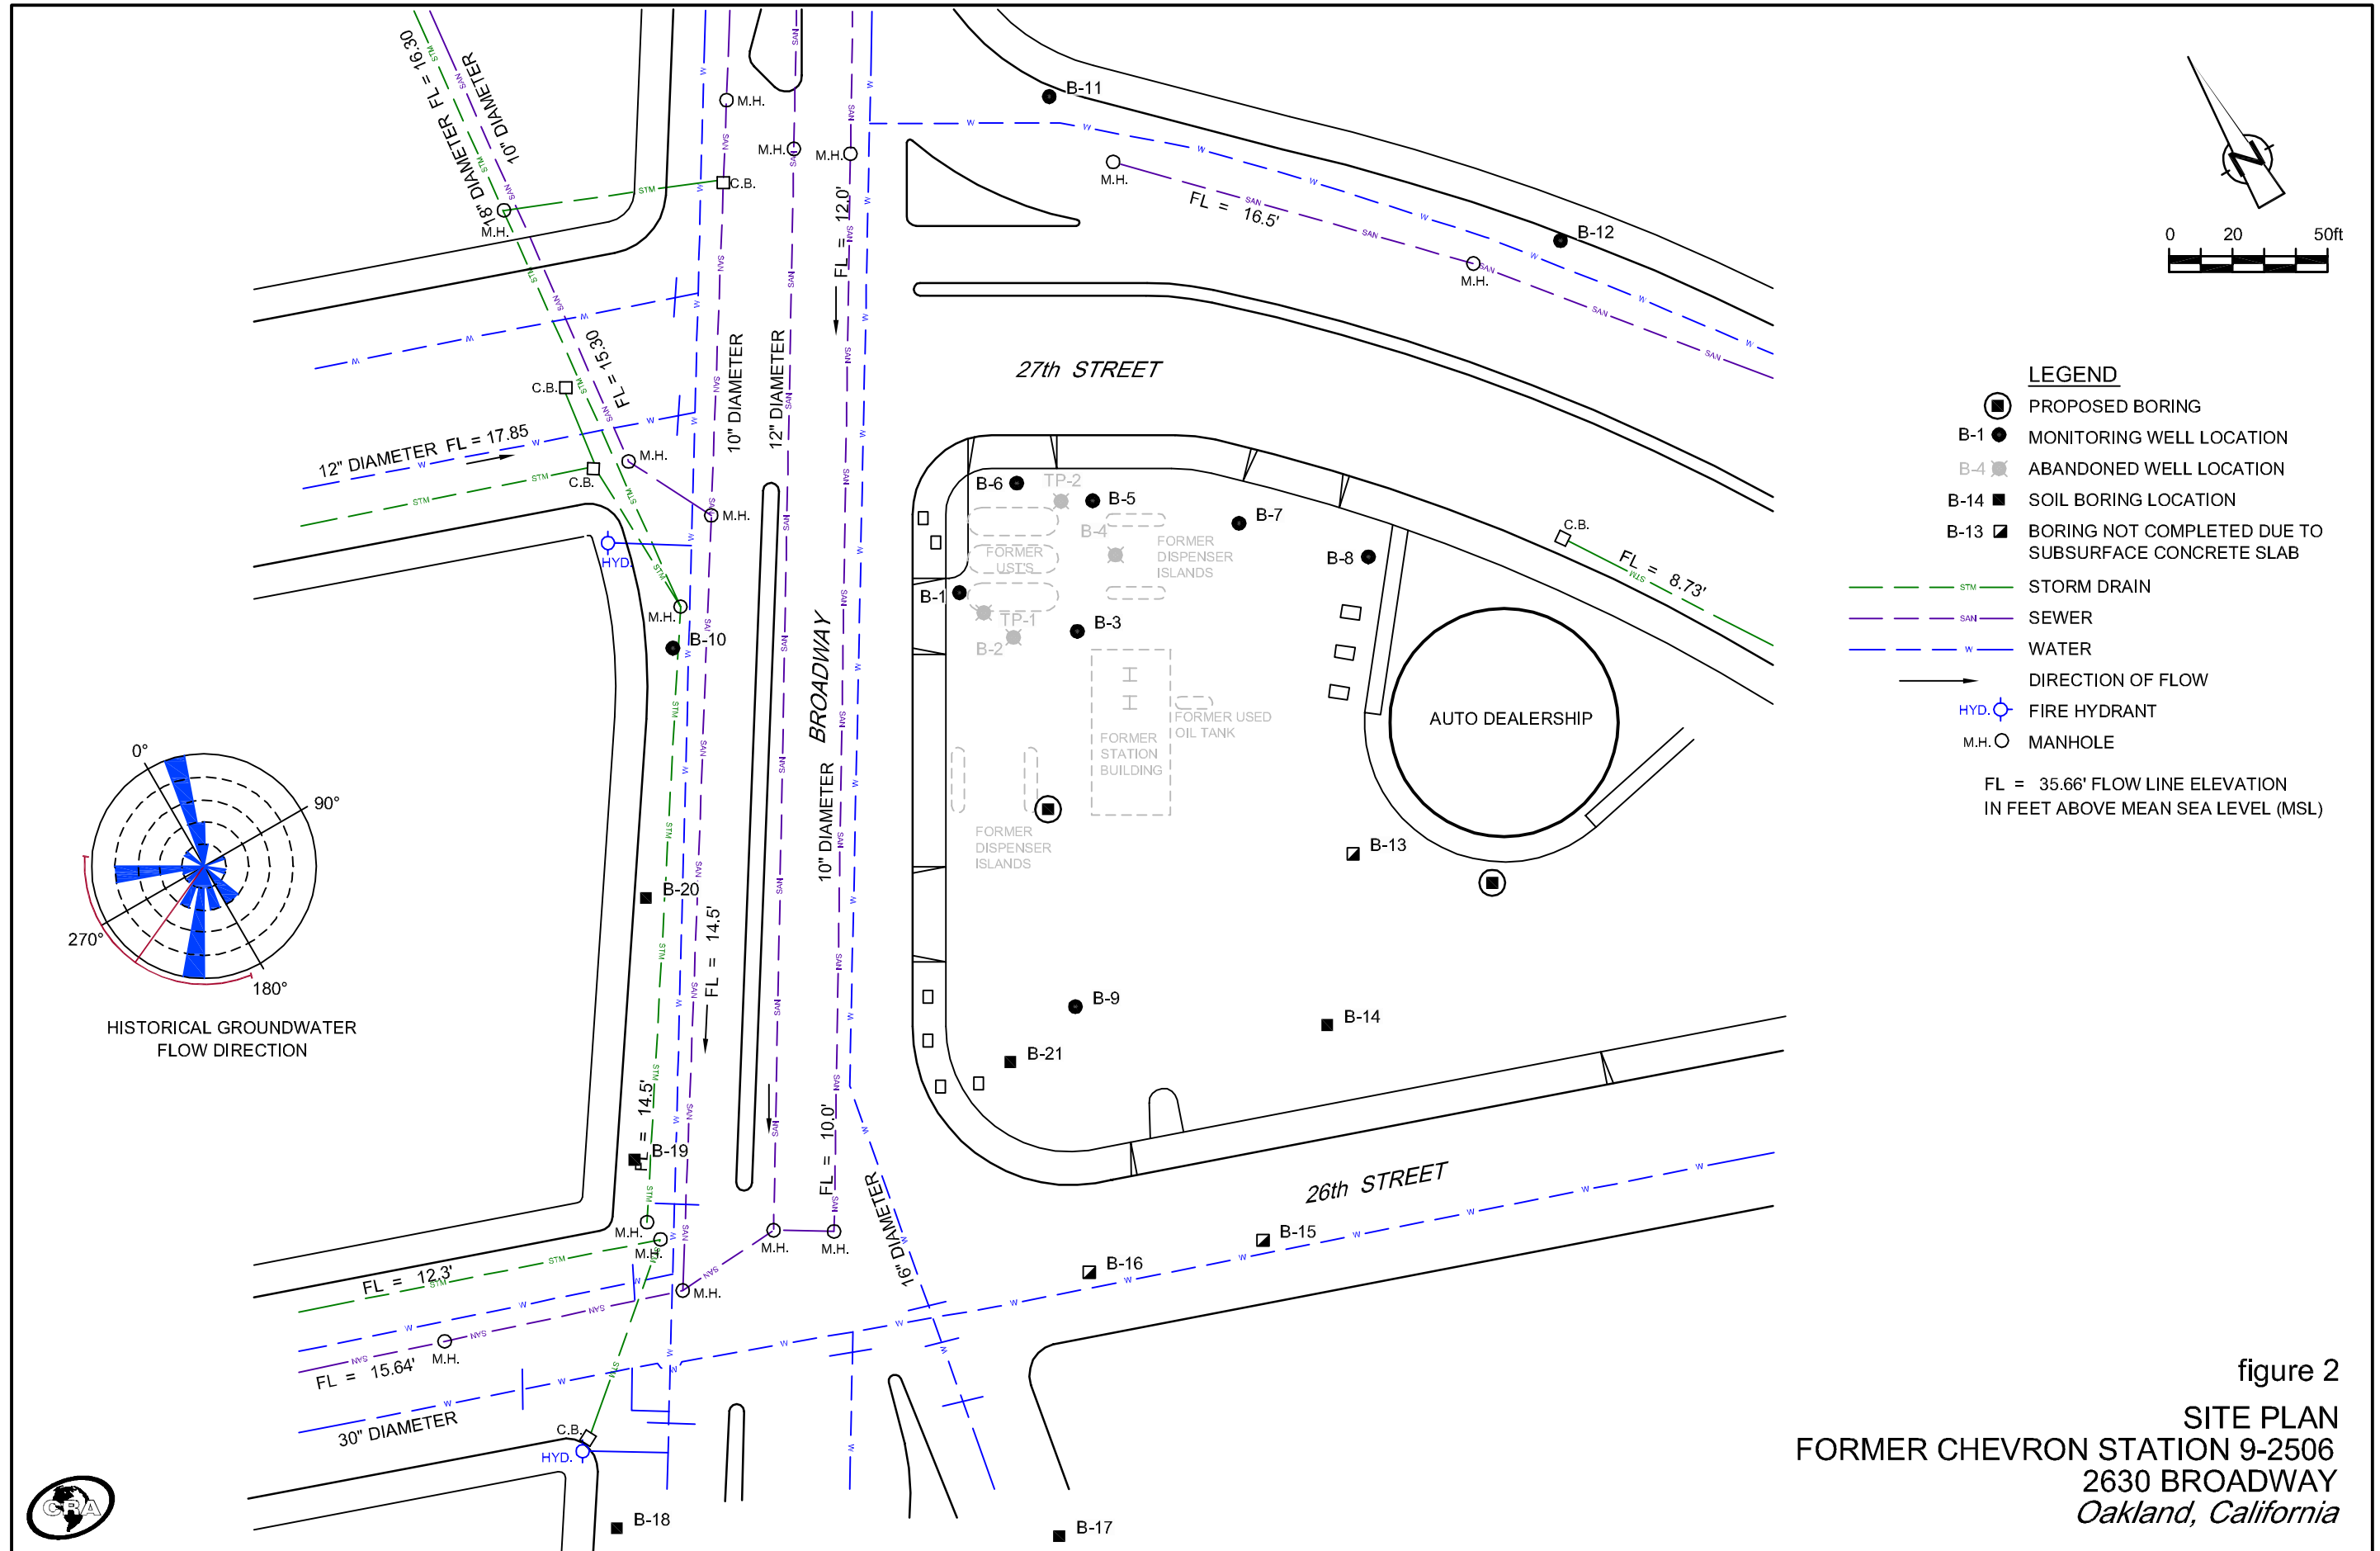 18" DIAMETER FL = 16.30
10" DIAMETER
STM
SAN
W
M.H.
C.B.
M.H.
M.H.
M.H.
FL = 12.0'
B-11
M.H.
FL = 16.5'
B-12
M.H.
0 20 50ft
N
27th STREET
C.B.
FL = 15.30
10" DIAMETER
12" DIAMETER
12" DIAMETER FL = 17.85
C.B.
M.H.
M.H.
HYD.
M.H.
B-10
LEGEND
PROPOSED BORING
B-1 MONITORING WELL LOCATION
B-4 ABANDONED WELL LOCATION
B-14 SOIL BORING LOCATION
B-13 BORING NOT COMPLETED DUE TO
SUBSURFACE CONCRETE SLAB
STM STORM DRAIN
SAN SEWER
W WATER
DIRECTION OF FLOW
HYD. FIRE HYDRANT
M.H. MANHOLE
FL = 35.66' FLOW LINE ELEVATION
IN FEET ABOVE MEAN SEA LEVEL (MSL)
B-6
TP-2
B-5
B-4
B-7
B-8
C.B.
FL = 8.73'
STM
FORMER
UST'S
FORMER
DISPENSER
ISLANDS
B-1
TP-1
B-2
B-3
BROADWAY
10" DIAMETER
FORMER
STATION
BUILDING
FORMER USED
OIL TANK
AUTO DEALERSHIP
FORMER
DISPENSER
ISLANDS
B-13
0°
90°
180°
270°
HISTORICAL GROUNDWATER
FLOW DIRECTION
B-20
FL = 14.5'
B-9
B-14
B-21
FL = 14.5'
B-19
FL = 10.0'
16" DIAMETER
26th STREET
M.H.
M.H.
M.H.
M.H.
M.H.
B-15
B-16
FL = 12.3'
FL = 15.64'
M.H.
30" DIAMETER
C.B.
HYD.
B-18
B-17
CRA
figure 2
SITE PLAN
FORMER CHEVRON STATION 9-2506
2630 BROADWAY
Oakland, California